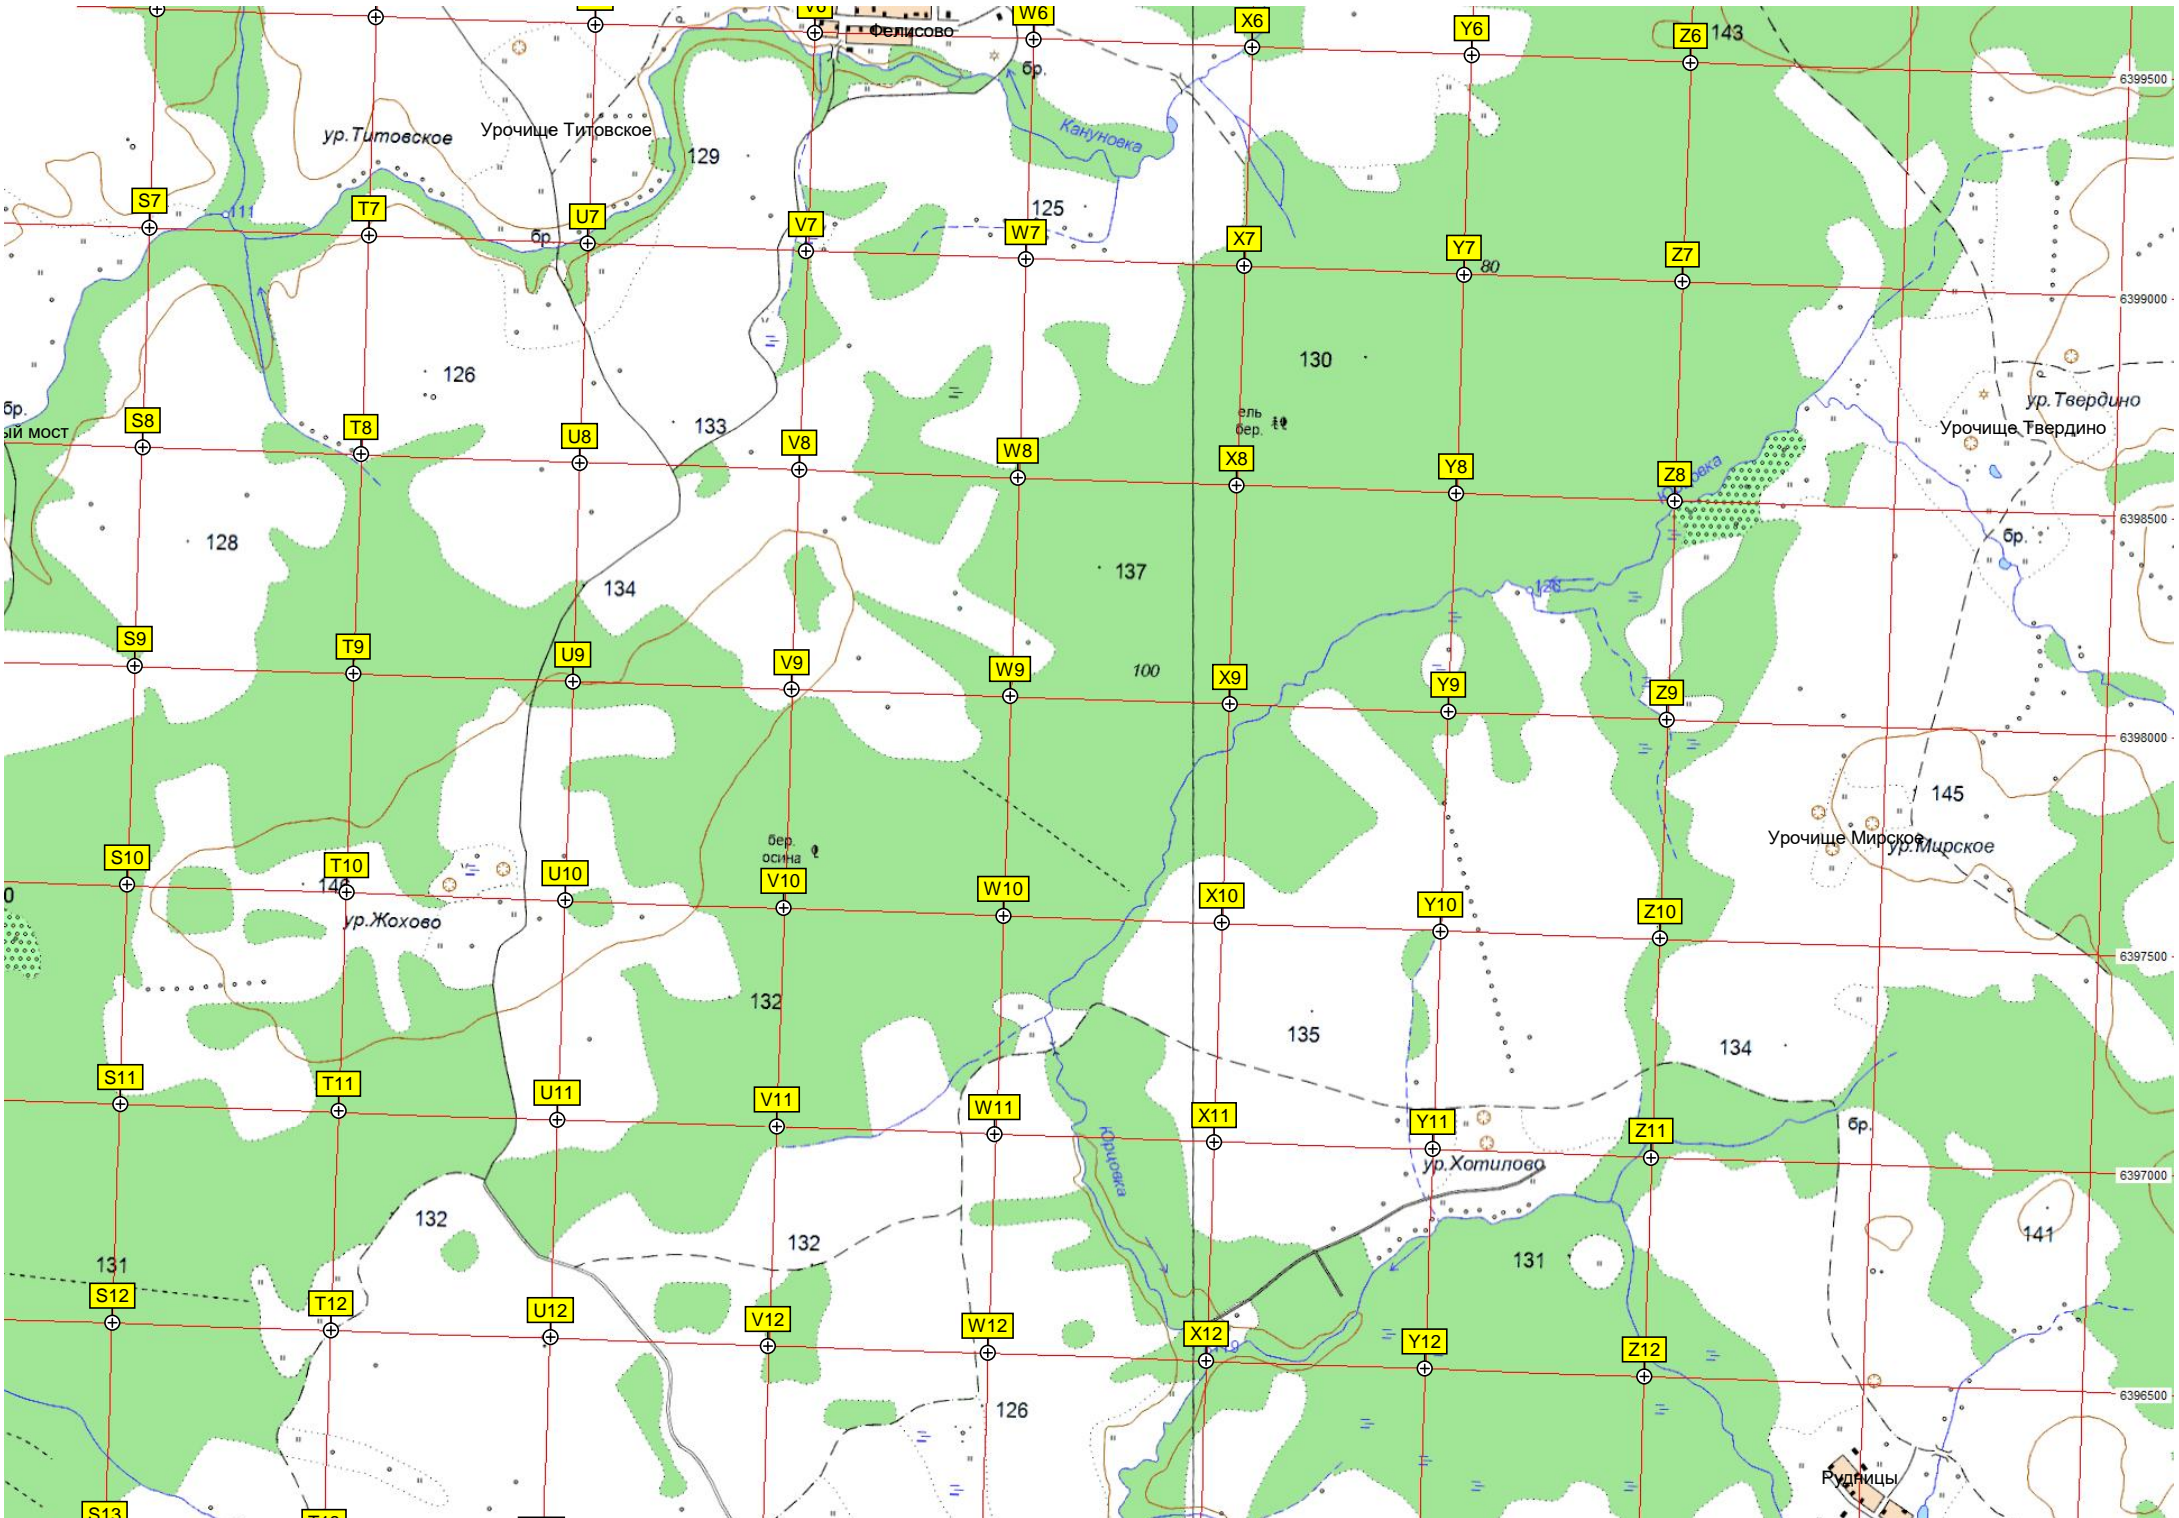 V6
W6
X6
Y6
Z6
143
Фелисово
бр.
6399500
ур.Титовское
Урочище Титовское
129
Кануновка
S7
T7
U7
V7
W7
X7
Y7
Z7
111
бр.
125
80
6399000
126
130
133
ель
бер.
ур.Твердино
Урочище Твердино
бр.
ый мост
S8
T8
U8
V8
W8
X8
Y8
Z8
6398500
128
134
137
126
бр.
S9
T9
U9
V9
W9
100
X9
Y9
Z9
6398000
145
Урочище Мирское
ур.Мирское
бер.
осина
S10
T10
U10
V10
W10
X10
Y10
Z10
0
ур.Жохово
6397500
132
135
134
S11
T11
U11
V11
W11
X11
Y11
Z11
бр.
Юрцовка
ур.Хотилово
6397000
132
132
131
141
131
S12
T12
U12
V12
W12
X12
Y12
Z12
6396500
126
Рудницы
S13